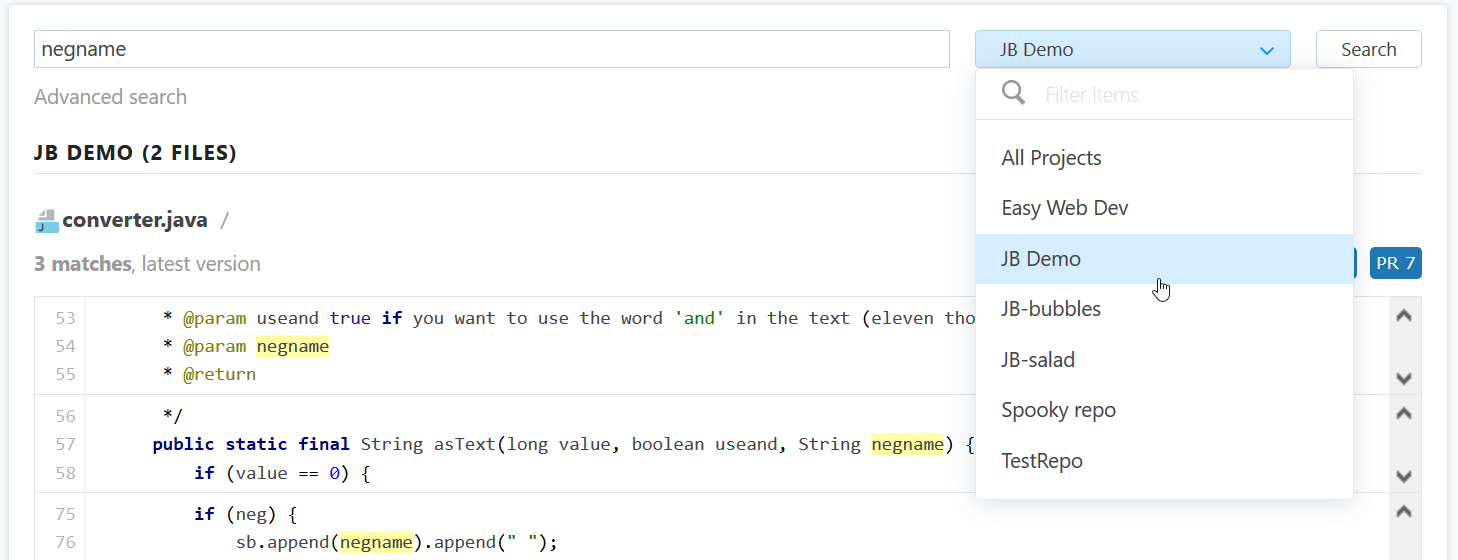 negname
JB Demo
Search
Advanced search
Filter items
All Projects
Easy Web Dev
JB Demo
JB-bubbles
JB-salad
Spooky repo
TestRepo
JB DEMO (2 FILES)
converter.java /
3 matches, latest version
PR 7
53 * @param useand true if you want to use the word 'and' in the text (eleven tho
54 * @param negname
55 * @return
56 */
57 public static final String asText(long value, boolean useand, String negname) {
58 if (value == 0) {
75 if (neg) {
76 sb.append(negname).append(" ");